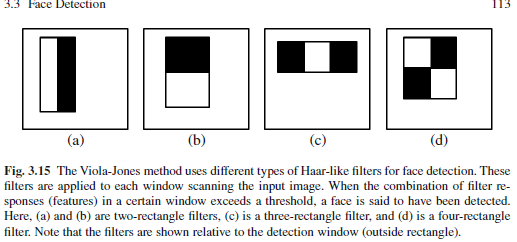 3.3 Face Detection 113
(a) (b) (c) (d)
Fig. 3.15 The Viola-Jones method uses different types of Haar-like filters for face detection. These
filters are applied to each window scanning the input image. When the combination of filter re-
sponses (features) in a certain window exceeds a threshold, a face is said to have been detected.
Here, (a) and (b) are two-rectangle filters, (c) is a three-rectangle filter, and (d) is a four-rectangle
filter. Note that the filters are shown relative to the detection window (outside rectangle).